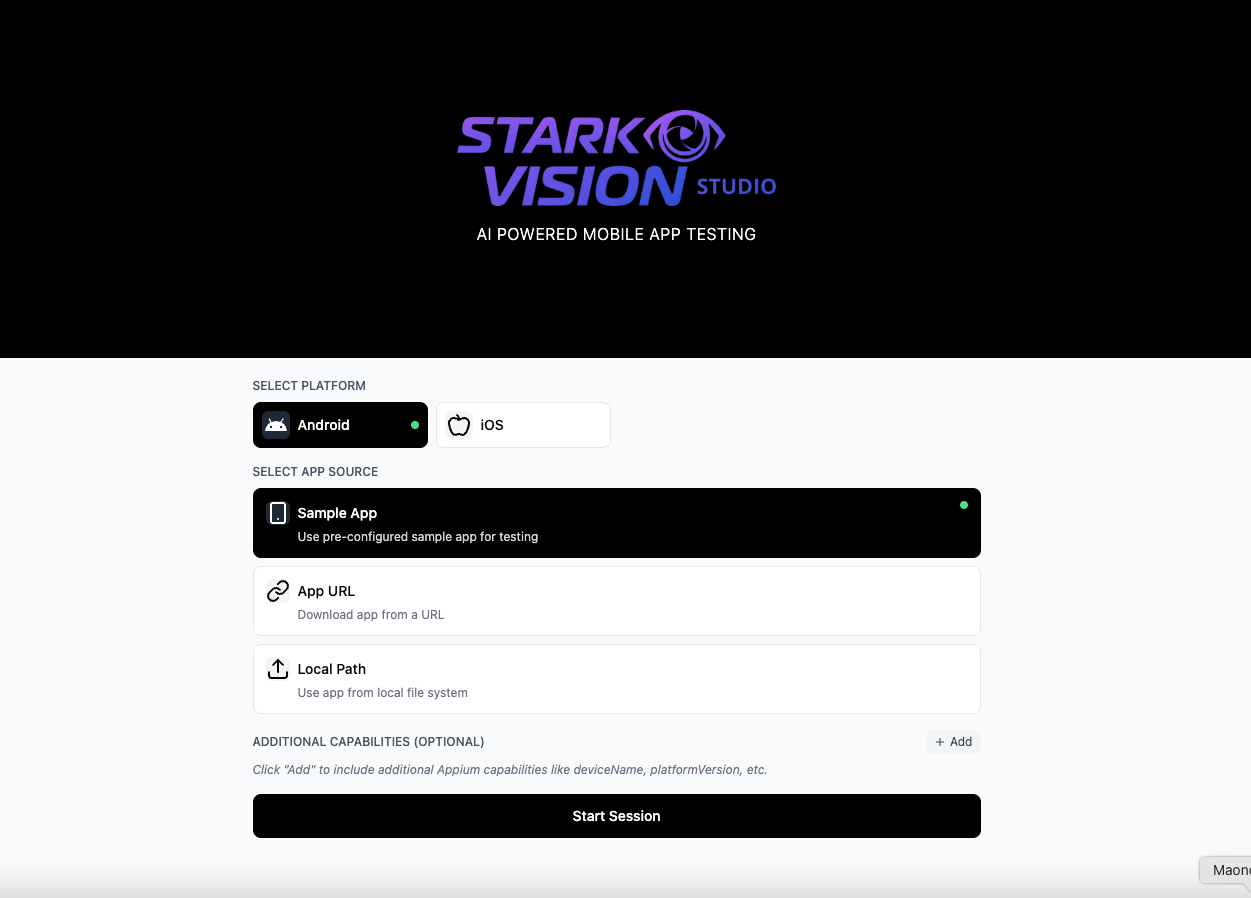 STARK
VISION STUDIO
AI POWERED MOBILE APP TESTING
SELECT PLATFORM
Android
iOS
SELECT APP SOURCE
Sample App
Use pre-configured sample app for testing
App URL
Download app from a URL
Local Path
Use app from local file system
ADDITIONAL CAPABILITIES (OPTIONAL)
+ Add
Click "Add" to include additional Appium capabilities like deviceName, platformVersion, etc.
Start Session